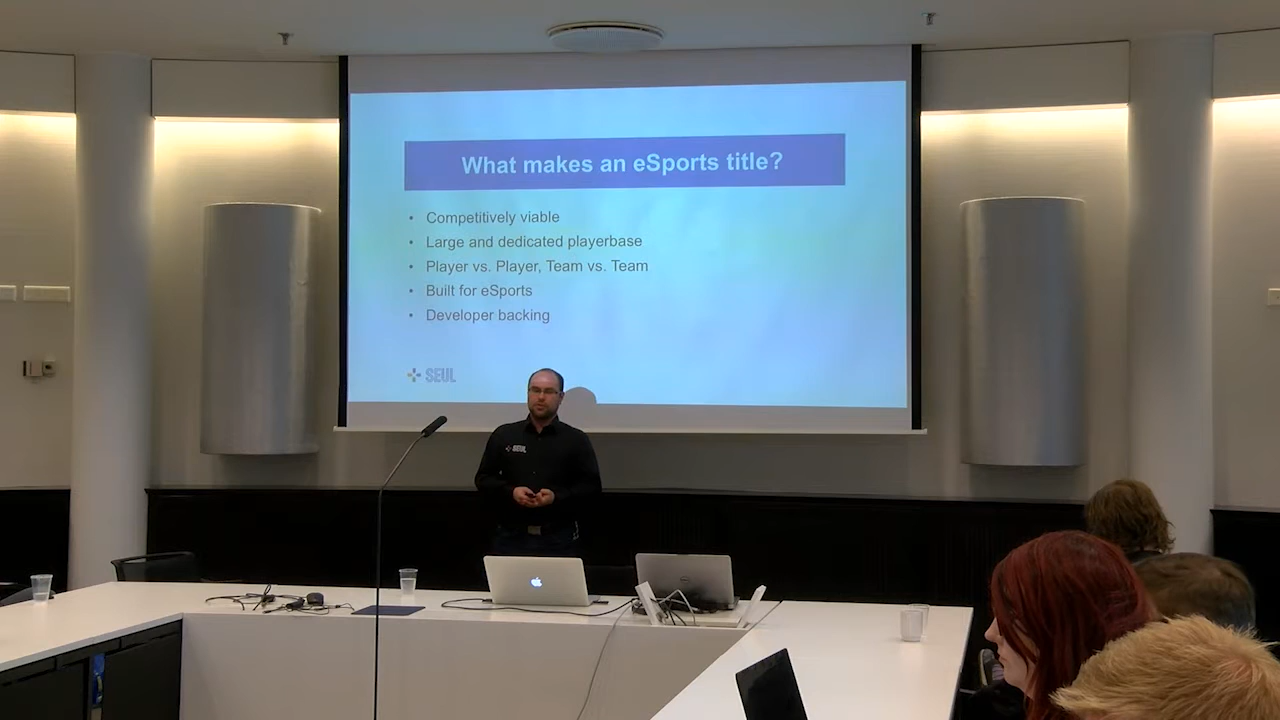 What makes an eSports title?
• Competitively viable
• Large and dedicated playerbase
• Player vs. Player, Team vs. Team
• Built for eSports
• Developer backing
SEUL
SEUL